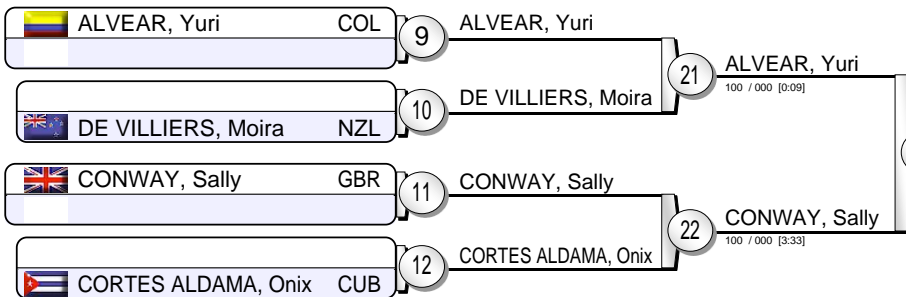 ALVEAR, Yuri COL
9
ALVEAR, Yuri
21
ALVEAR, Yuri
100 / 000 [0:09]
10
DE VILLIERS, Moira
DE VILLIERS, Moira NZL
CONWAY, Sally GBR
11
CONWAY, Sally
22
CONWAY, Sally
100 / 000 [3:33]
12
CORTES ALDAMA, Onix
CORTES ALDAMA, Onix CUB